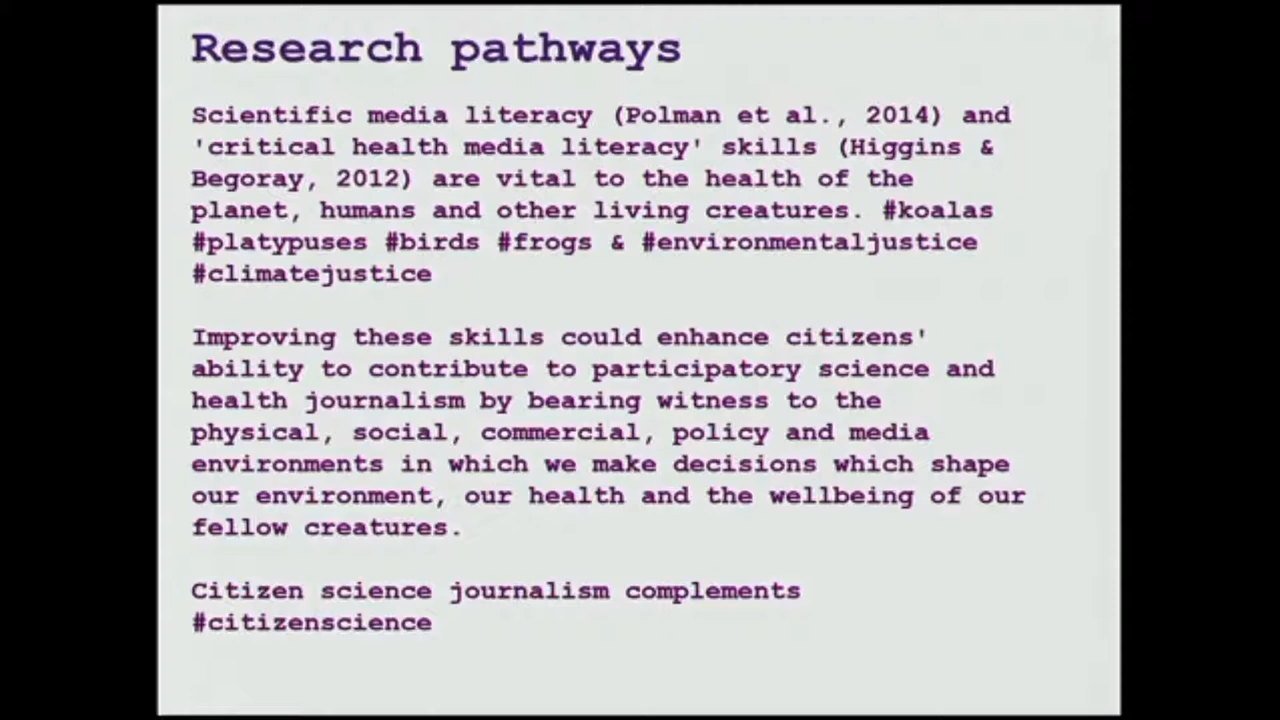 Research pathways
Scientific media literacy (Polman et al., 2014) and
'critical health media literacy' skills (Higgins &
Begoray, 2012) are vital to the health of the
planet, humans and other living creatures. #koalas
#platypuses #birds #frogs & #environmentaljustice
#climatejustice
Improving these skills could enhance citizens'
ability to contribute to participatory science and
health journalism by bearing witness to the
physical, social, commercial, policy and media
environments in which we make decisions which shape
our environment, our health and the wellbeing of our
fellow creatures.
Citizen science journalism complements
#citizenscience